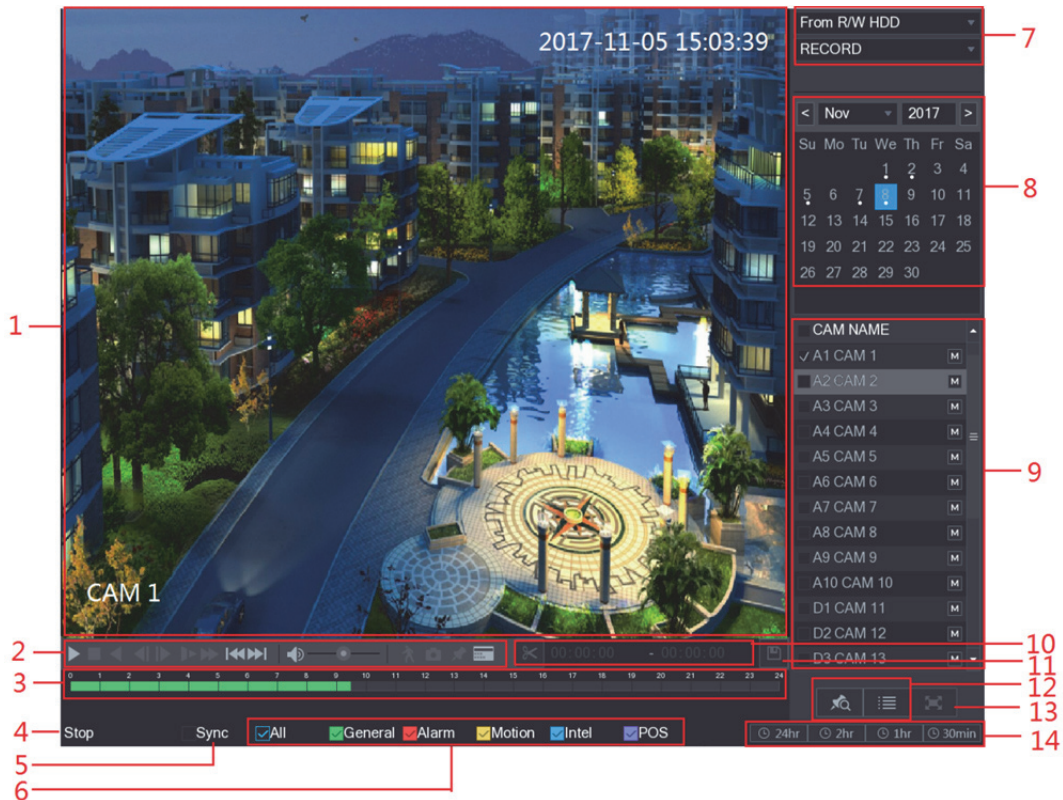 2017-11-05 15:03:39
CAM 1
From R/W HDD
RECORD
7
< Nov 2017 >
Su Mo Tu We Th Fr Sa
1 2 3 4
5 6 7 8 9 10 11
12 13 14 15 16 17 18
19 20 21 22 23 24 25
26 27 28 29 30
8
1
CAM NAME
A1 CAM 1 M
A2 CAM 2 M
A3 CAM 3 M
A4 CAM 4 M
A5 CAM 5 M
A6 CAM 6 M
A7 CAM 7 M
A8 CAM 8 M
A9 CAM 9 M
A10 CAM 10 M
D1 CAM 11 M
D2 CAM 12 M
D3 CAM 13 M
9
2
00:00:00 - 00:00:00
10
11
3
0 1 2 3 4 5 6 7 8 9 10 11 12 13 14 15 16 17 18 19 20 21 22 23 24
12
13
4
Stop Sync All General Alarm Motion Intel POS
24hr 2hr 1hr 30min
14
5
6